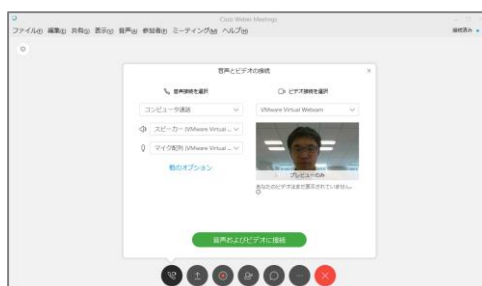 Cisco Webex Meetings
ファイル(F) 編集(E) 共有(S) 表示(V) 音声(A) 参加者(P) ミーティング(M) ヘルプ(H)
接続済み
音声とビデオの接続
音声接続を選択
ビデオ接続を選択
コンピュータ通話
VMware Virtual Webcam
スピーカー (VMware Virtual ...
マイク配列 (VMware Virtual ...
他のオプション
プレビューのみ
あなたのビデオはまだ表示されていません。
音声およびビデオに接続